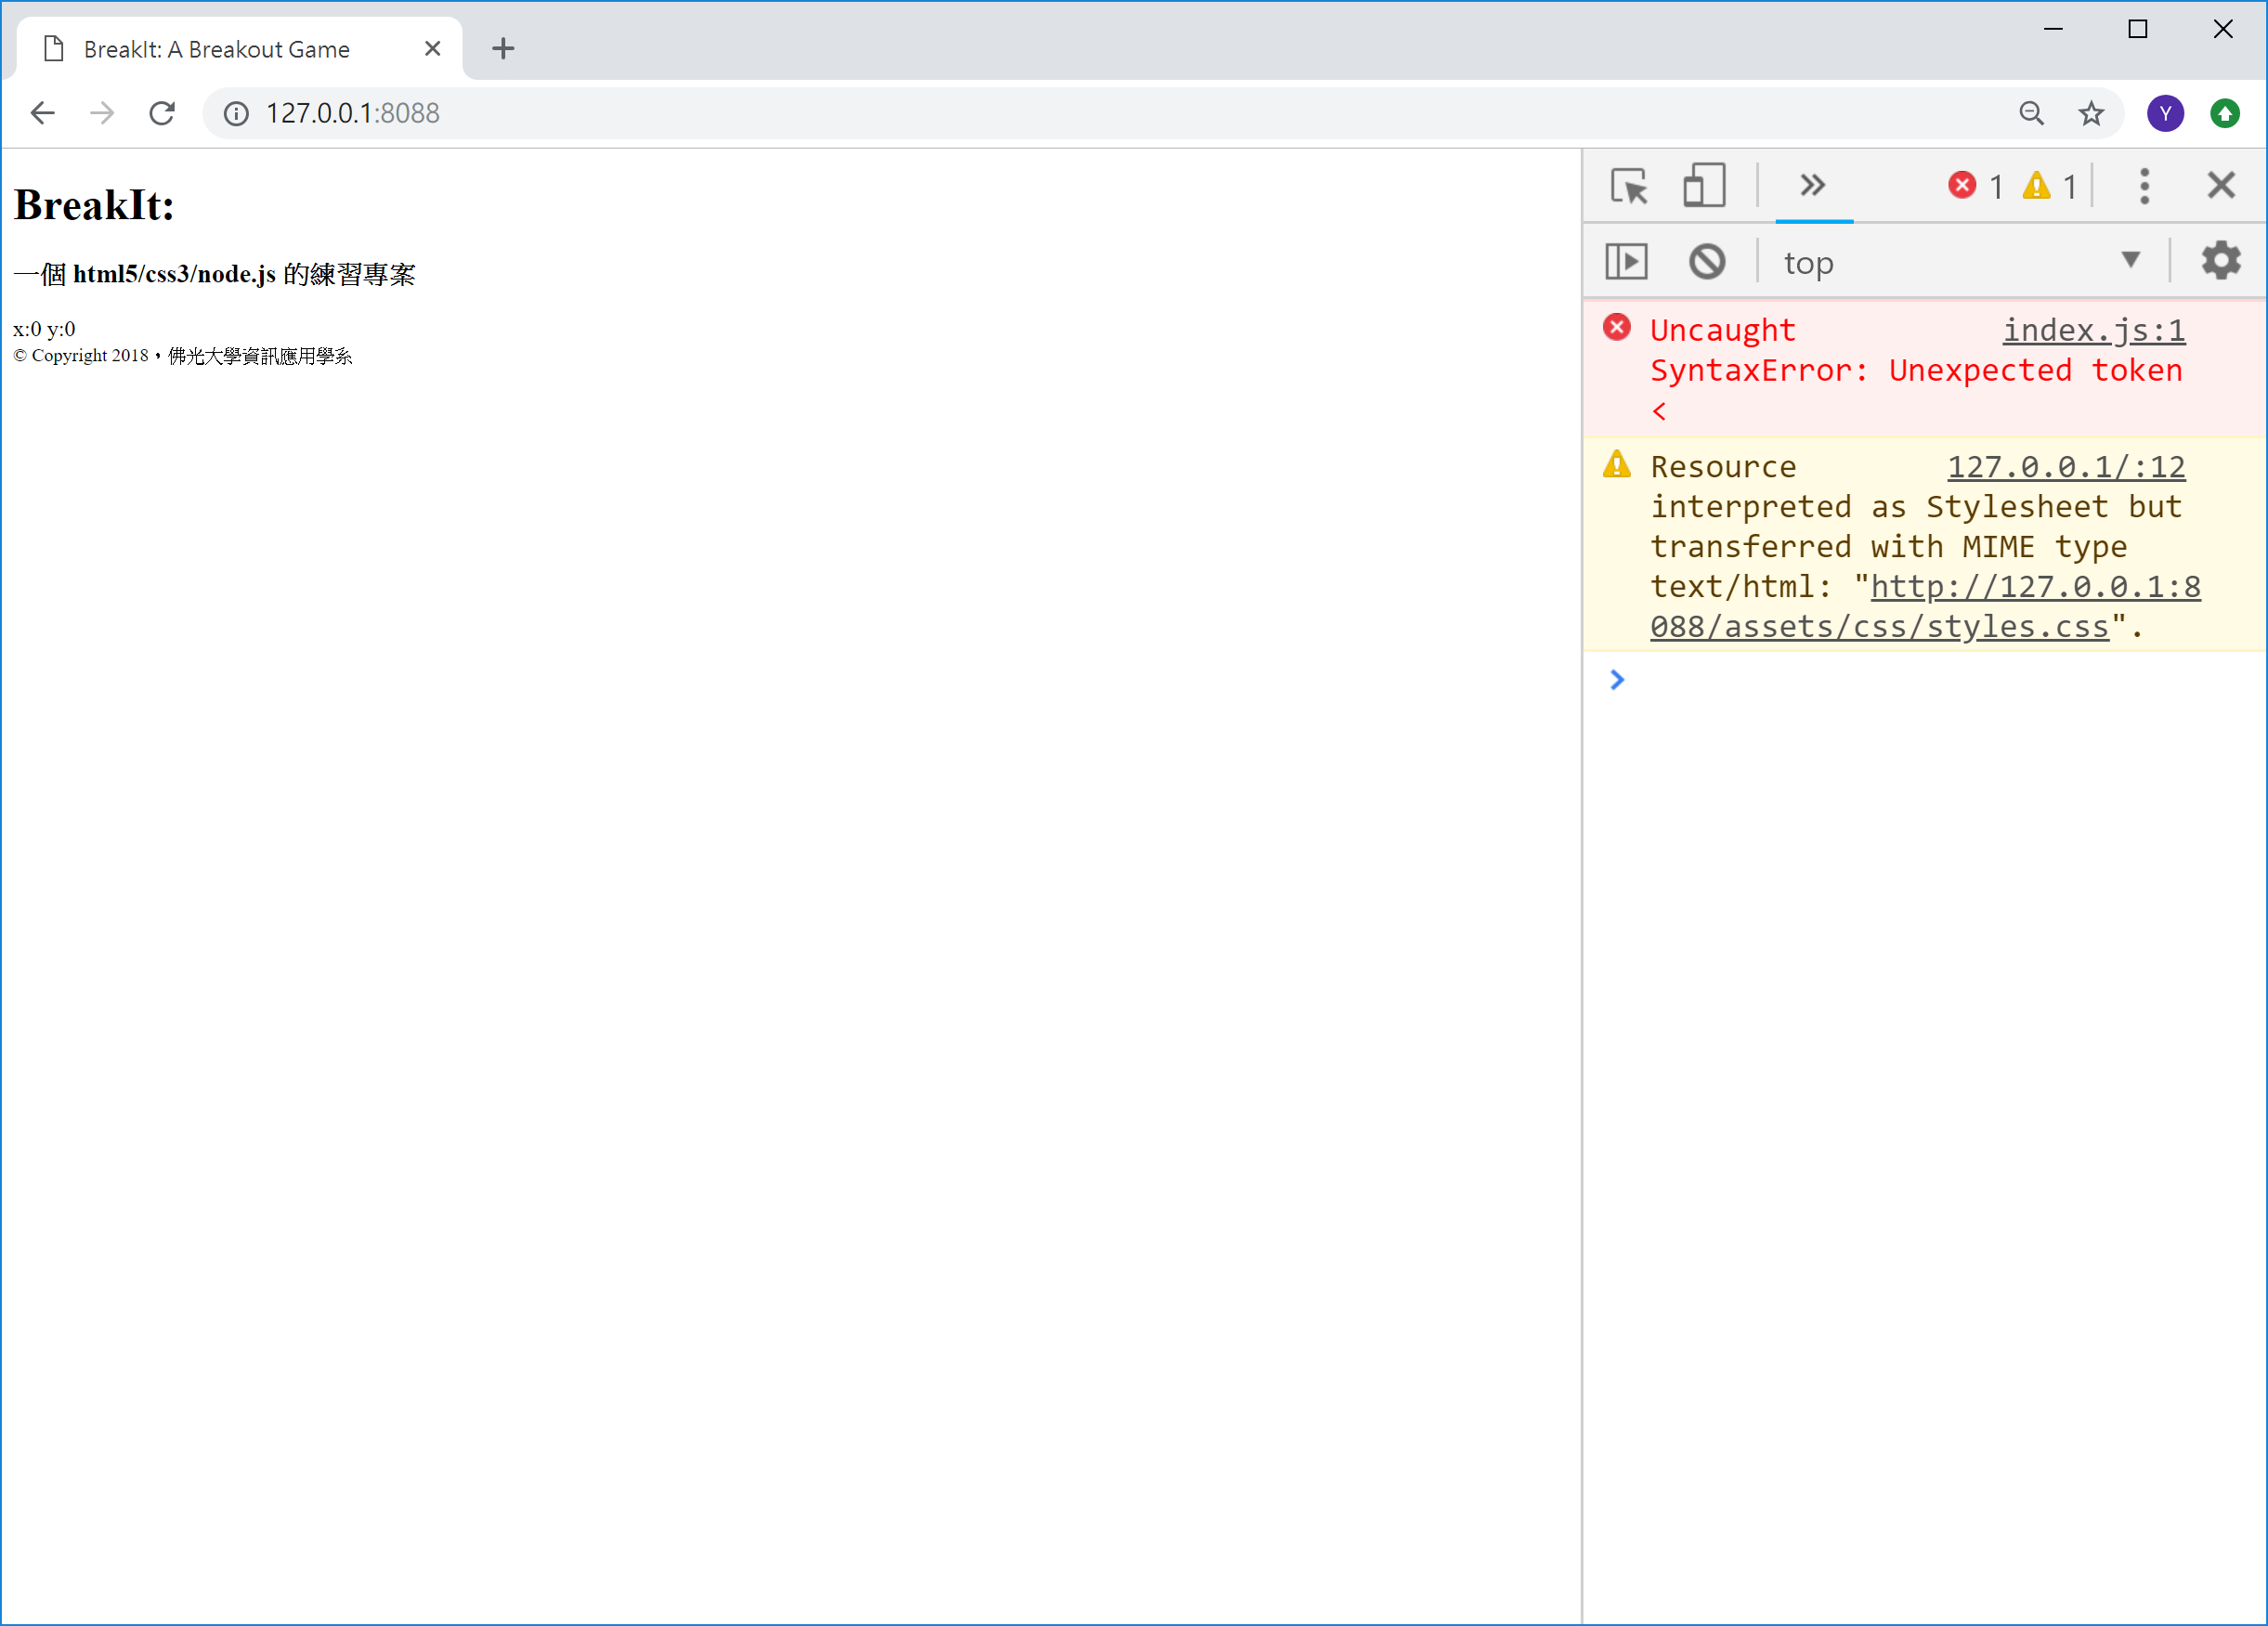 BreakIt: A Breakout Game
127.0.0.1:8088
Y
BreakIt:
一個 html5/css3/node.js 的練習專案
x:0 y:0
© Copyright 2018，佛光大學資訊應用學系
1 1
top
Uncaught index.js:1
SyntaxError: Unexpected token
<
Resource 127.0.0.1/:12
interpreted as Stylesheet but
transferred with MIME type
text/html: "http://127.0.0.1:8
088/assets/css/styles.css".